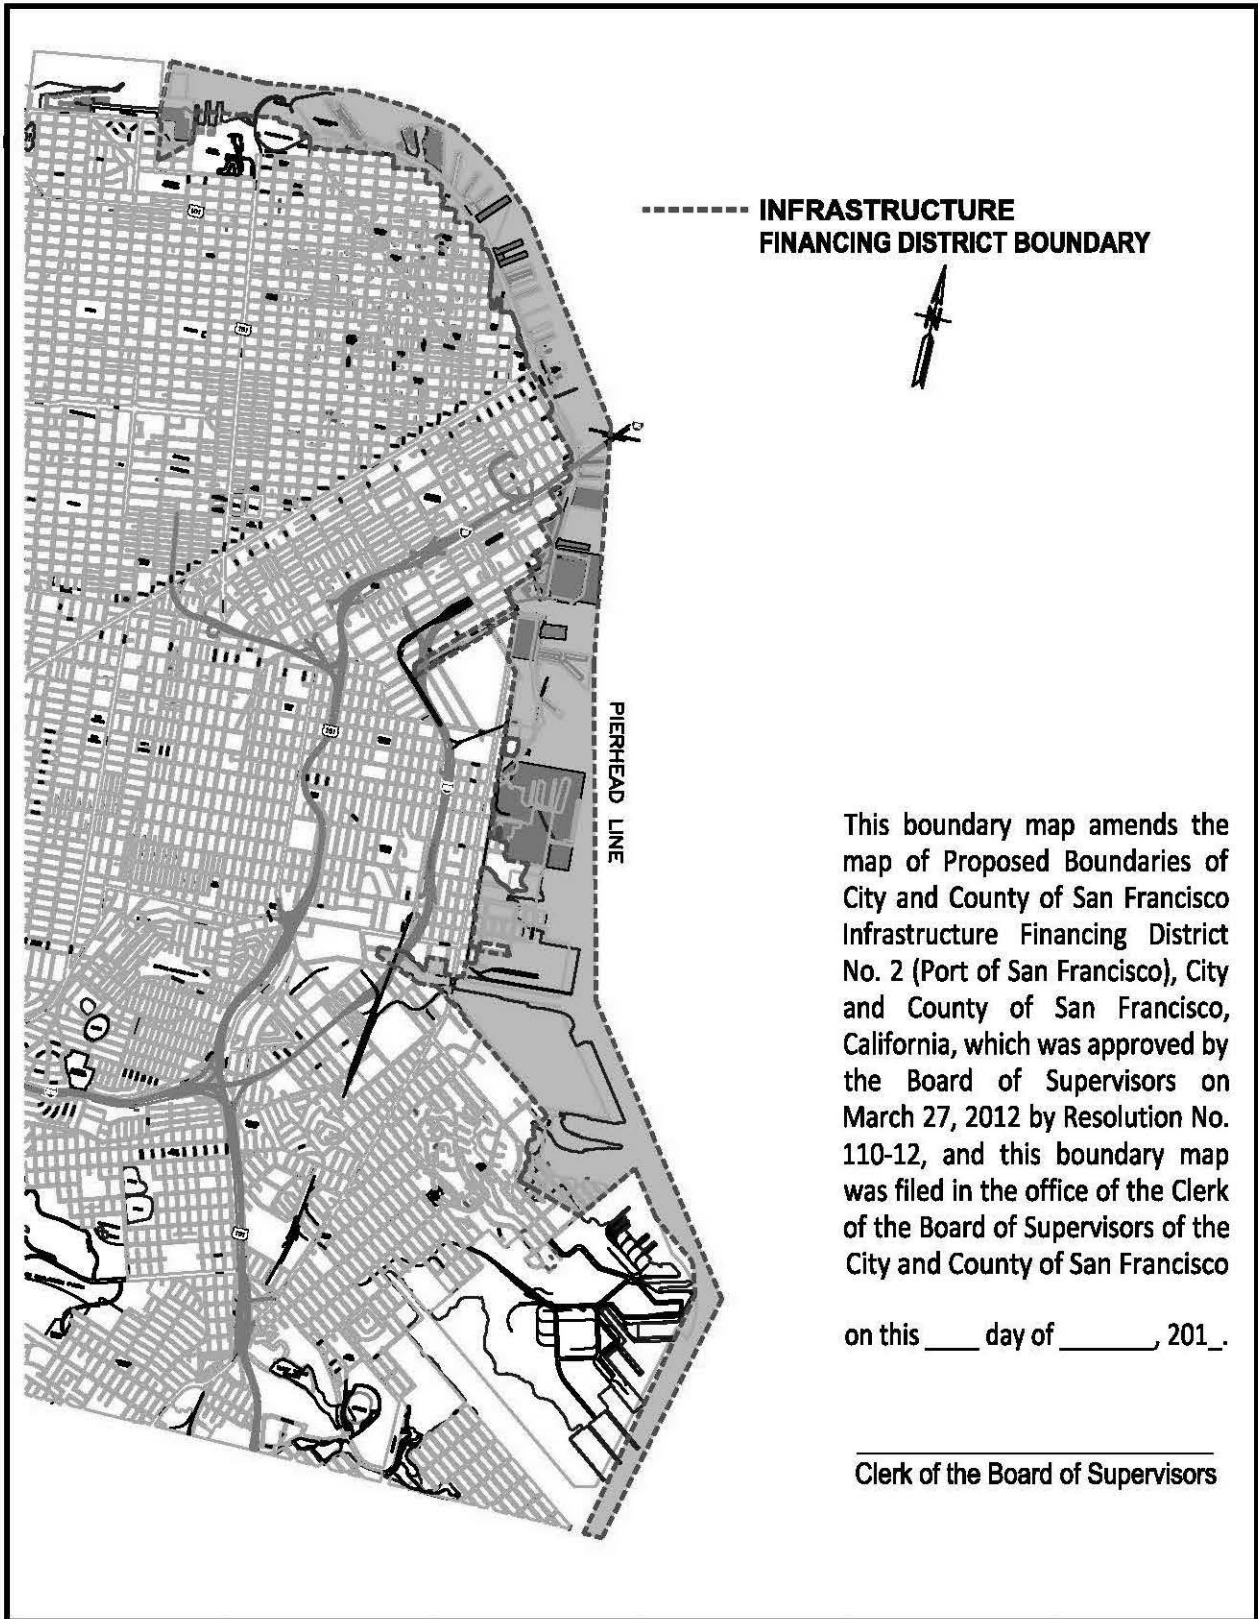 INFRASTRUCTURE
FINANCING DISTRICT BOUNDARY
PIERHEAD LINE
This boundary map amends the
map of Proposed Boundaries of
City and County of San Francisco
Infrastructure Financing District
No. 2 (Port of San Francisco), City
and County of San Francisco,
California, which was approved by
the Board of Supervisors on
March 27, 2012 by Resolution No.
110-12, and this boundary map
was filed in the office of the Clerk
of the Board of Supervisors of the
City and County of San Francisco
on this ____ day of _______, 201_.
Clerk of the Board of Supervisors
101
101
101
101